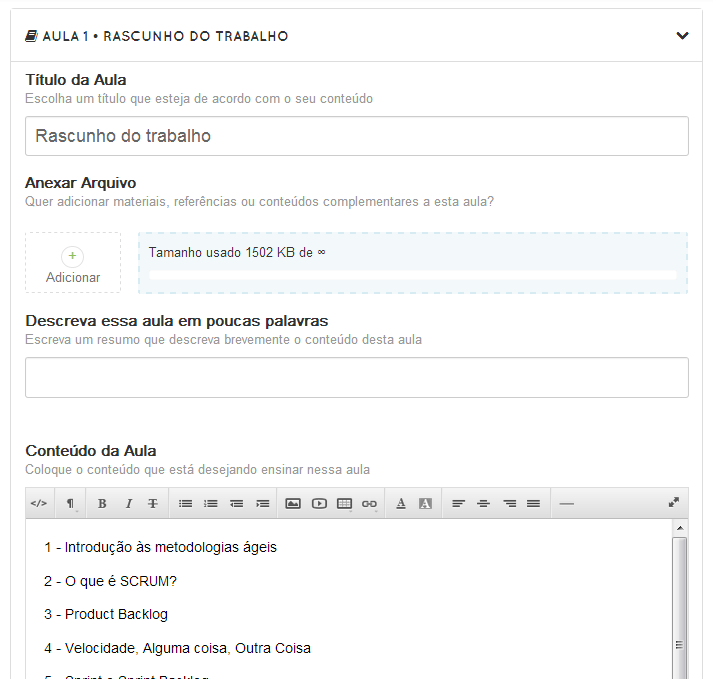 AULA 1 • RASCUNHO DO TRABALHO
Título da Aula
Escolha um título que esteja de acordo com o seu conteúdo
Rascunho do trabalho
Anexar Arquivo
Quer adicionar materiais, referências ou conteúdos complementares a esta aula?
+
Adicionar
Tamanho usado 1502 KB de ∞
Descreva essa aula em poucas palavras
Escreva um resumo que descreva brevemente o conteúdo desta aula
Conteúdo da Aula
Coloque o conteúdo que está desejando ensinar nessa aula
</> ¶ B I T A A
1 - Introdução às metodologias ágeis
2 - O que é SCRUM?
3 - Product Backlog
4 - Velocidade, Alguma coisa, Outra Coisa
5 - Sprint e Sprint Backlog